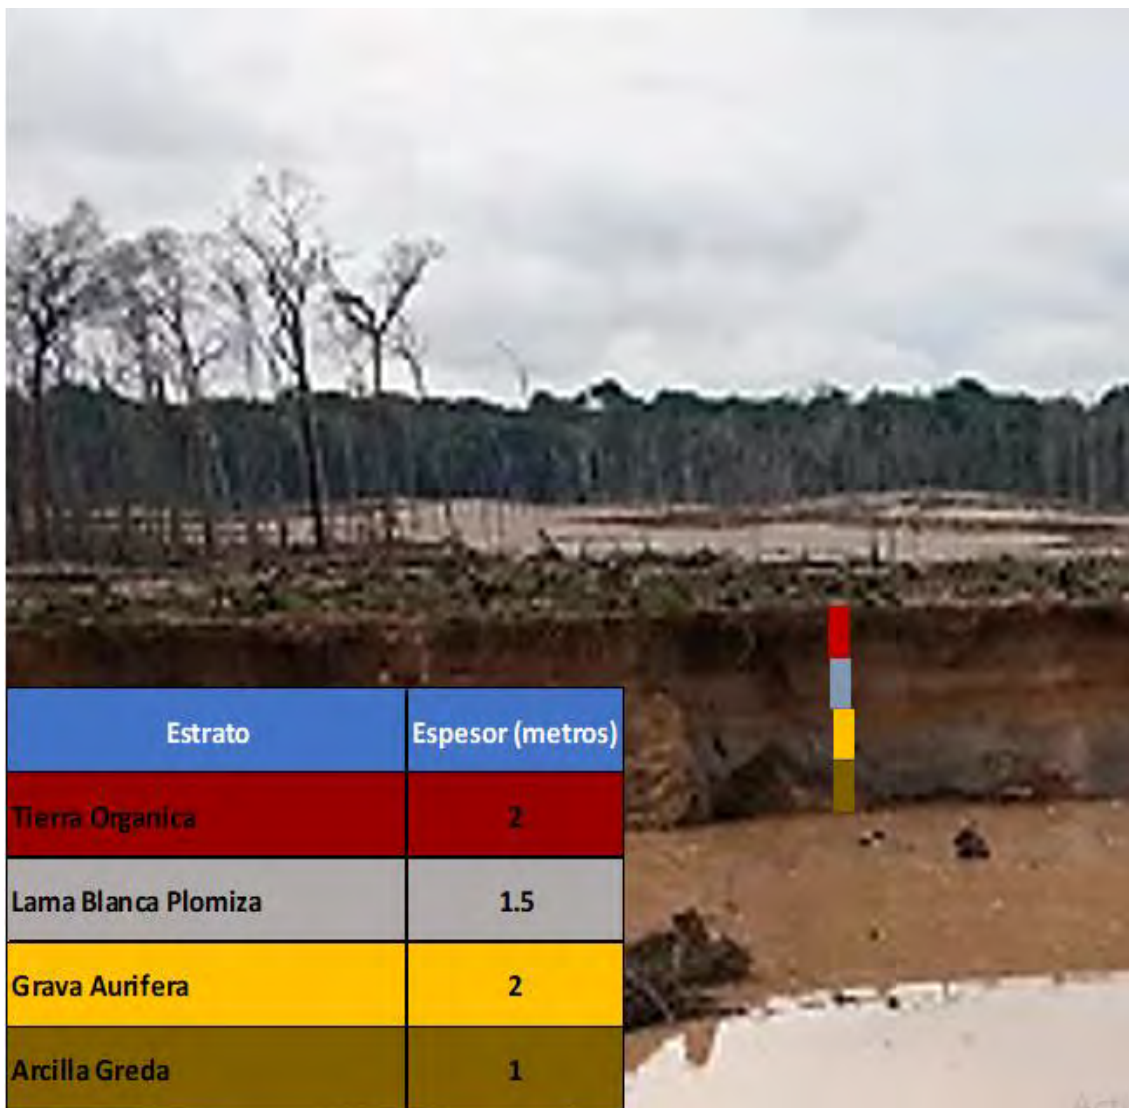 Estrato Espesor (metros)
Tierra Organica 2
Lama Blanca Plomiza 1.5
Grava Aurifera 2
Arcilla Greda 1